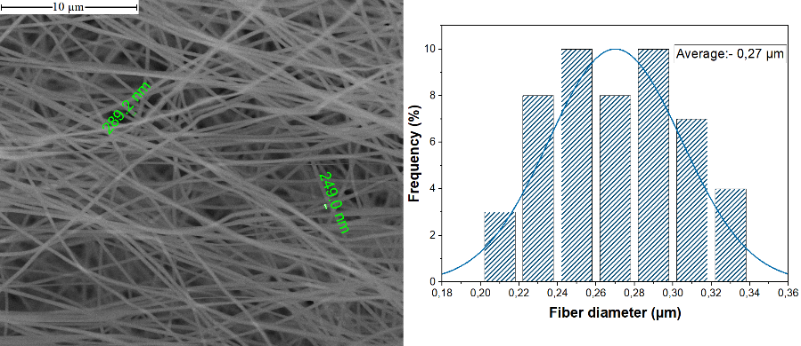 10 µm
289.2 nm
249.0 nm
Average:- 0,27 µm
Frequency (%)
10
8
6
4
2
0
0,18 0,20 0,22 0,24 0,26 0,28 0,30 0,32 0,34 0,36
Fiber diameter (µm)